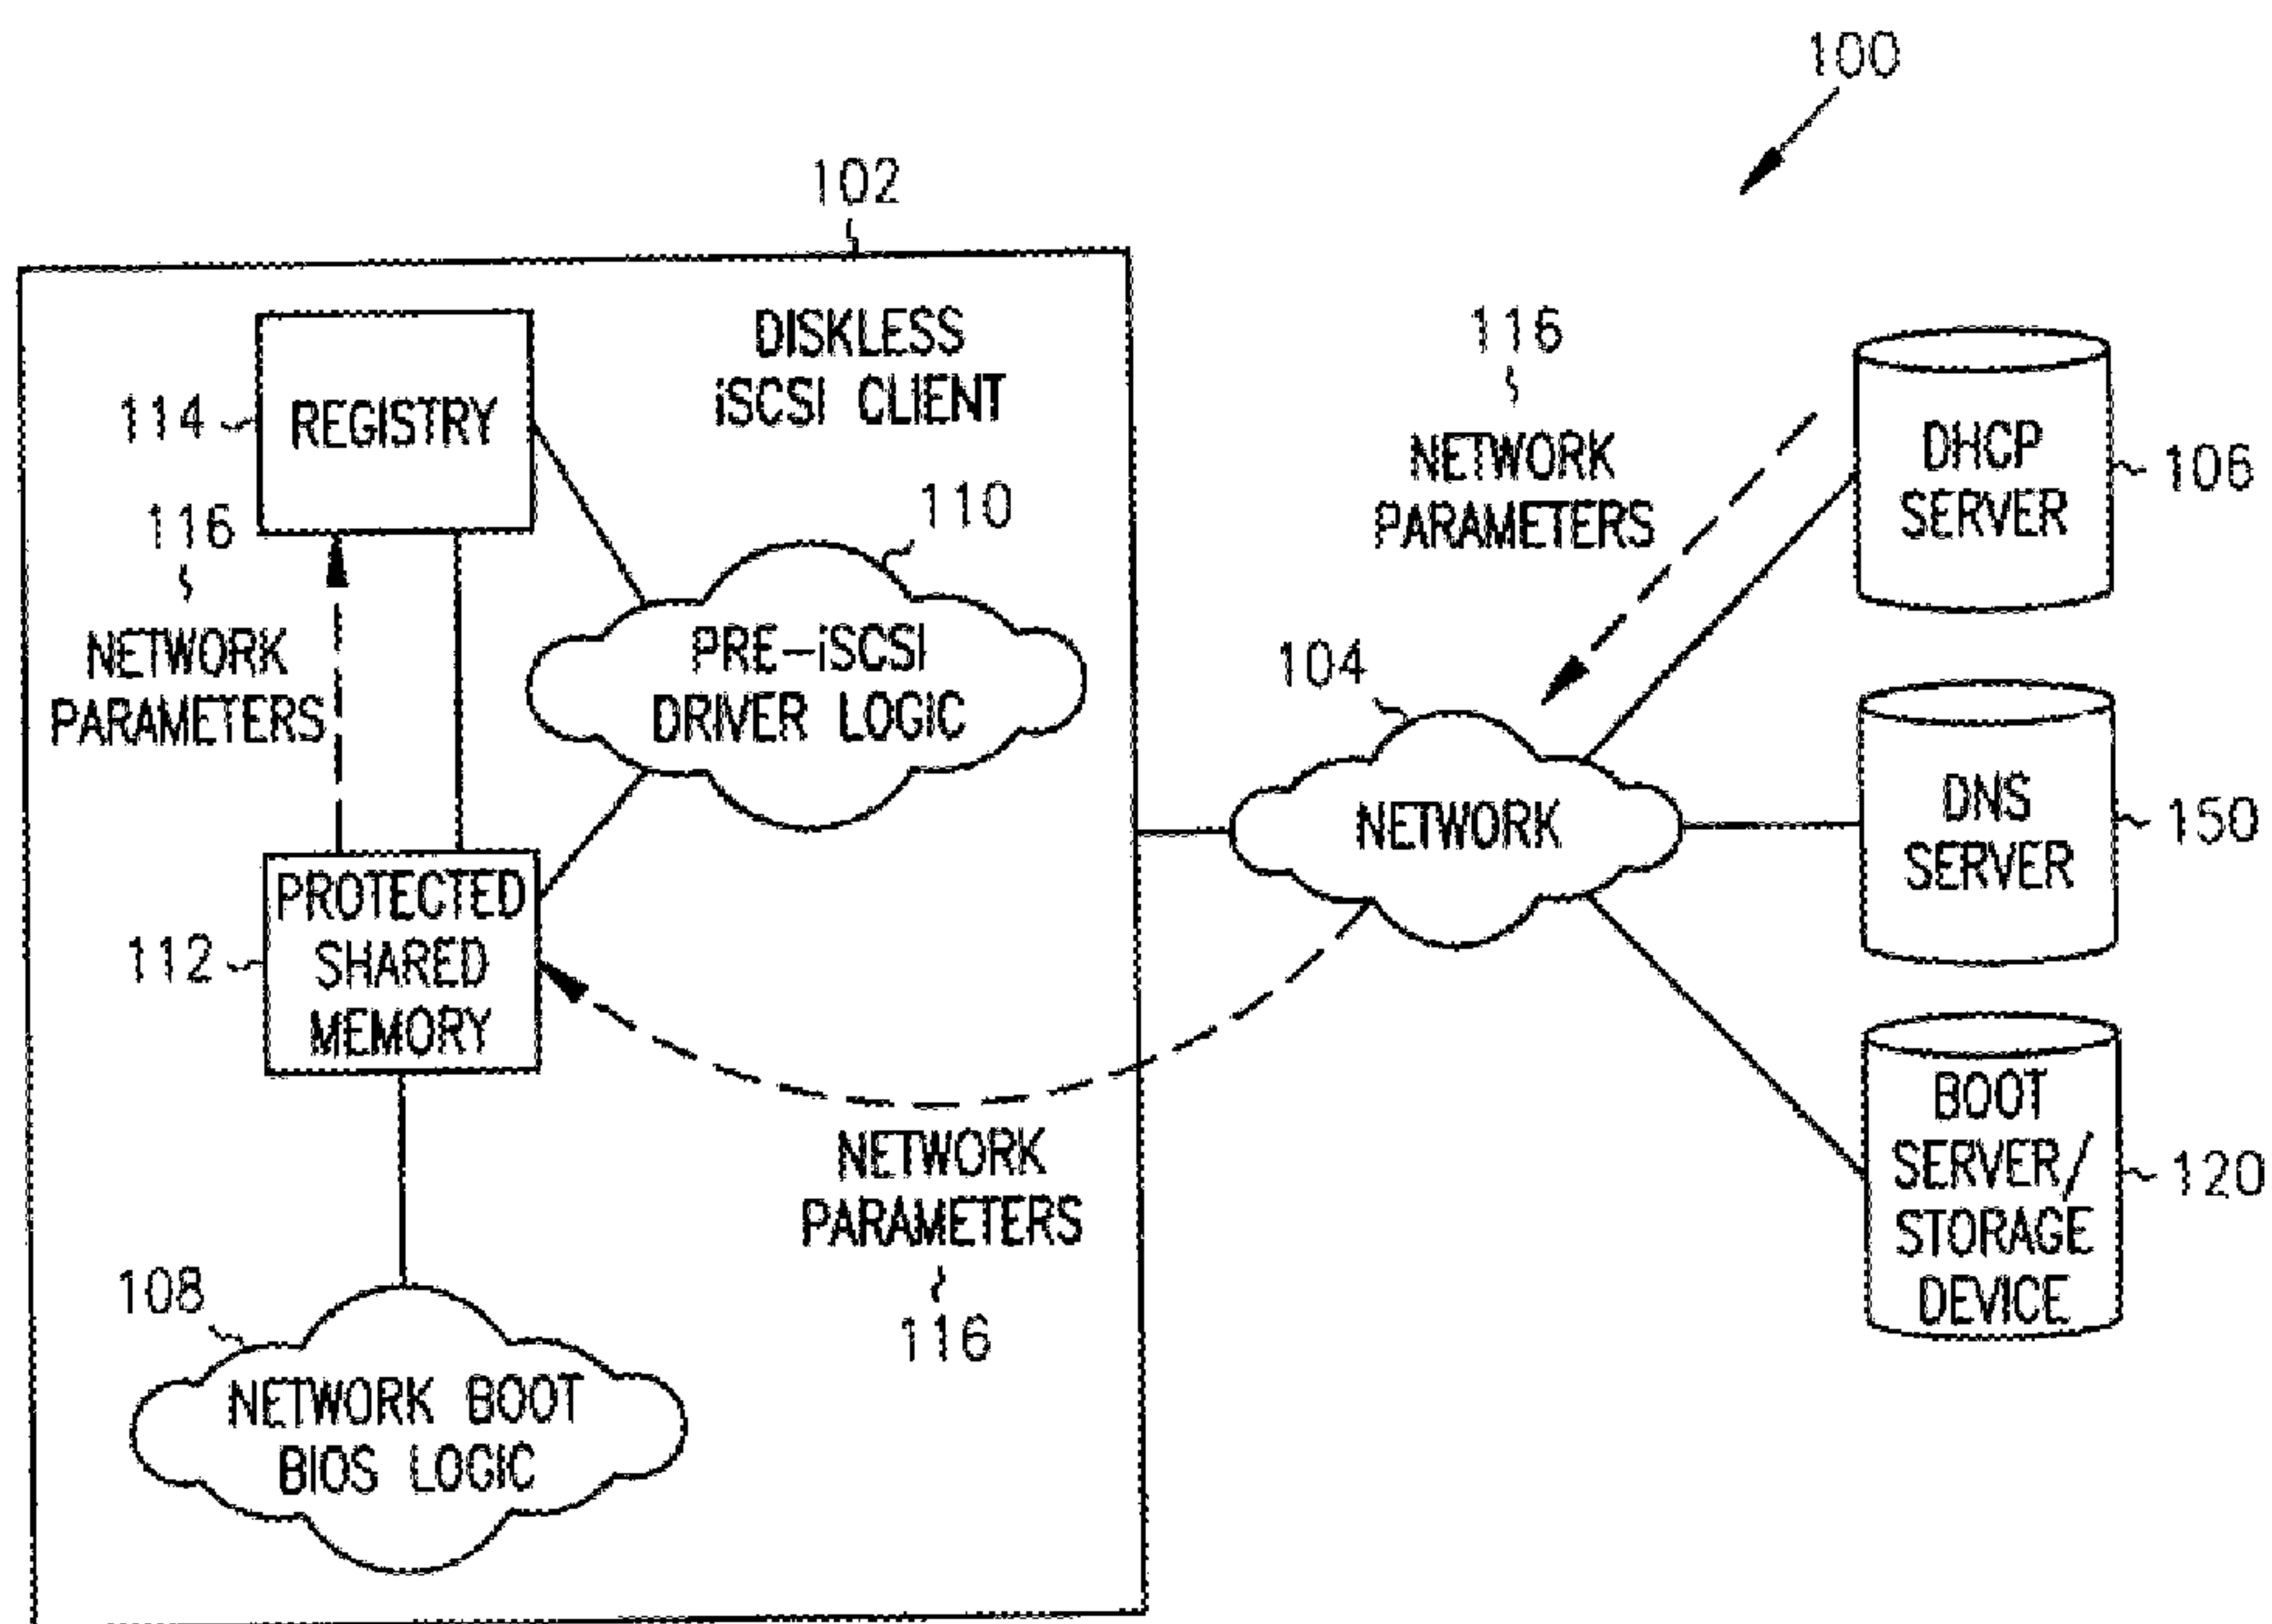 100
102
DISKLESS
iSCSI CLIENT
114
REGISTRY
116
NETWORK
PARAMETERS
110
PRE-iSCSI
DRIVER LOGIC
112
PROTECTED
SHARED
MEMORY
NETWORK
PARAMETERS
116
108
NETWORK BOOT
BIOS LOGIC
116
NETWORK
PARAMETERS
104
NETWORK
DHCP
SERVER
106
DNS
SERVER
150
BOOT
SERVER/
STORAGE
DEVICE
120